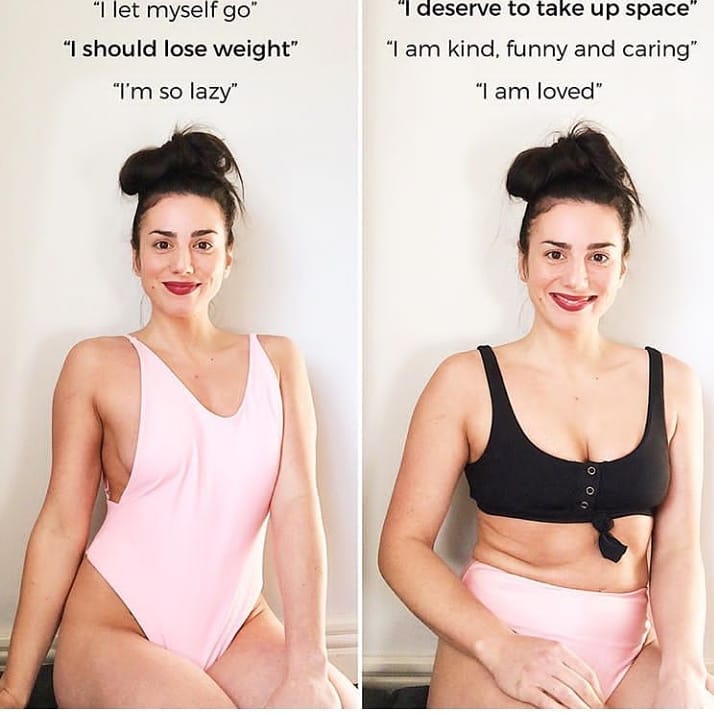 "I let myself go"
"I should lose weight"
"I'm so lazy"
"I deserve to take up space"
"I am kind, funny and caring"
"I am loved"